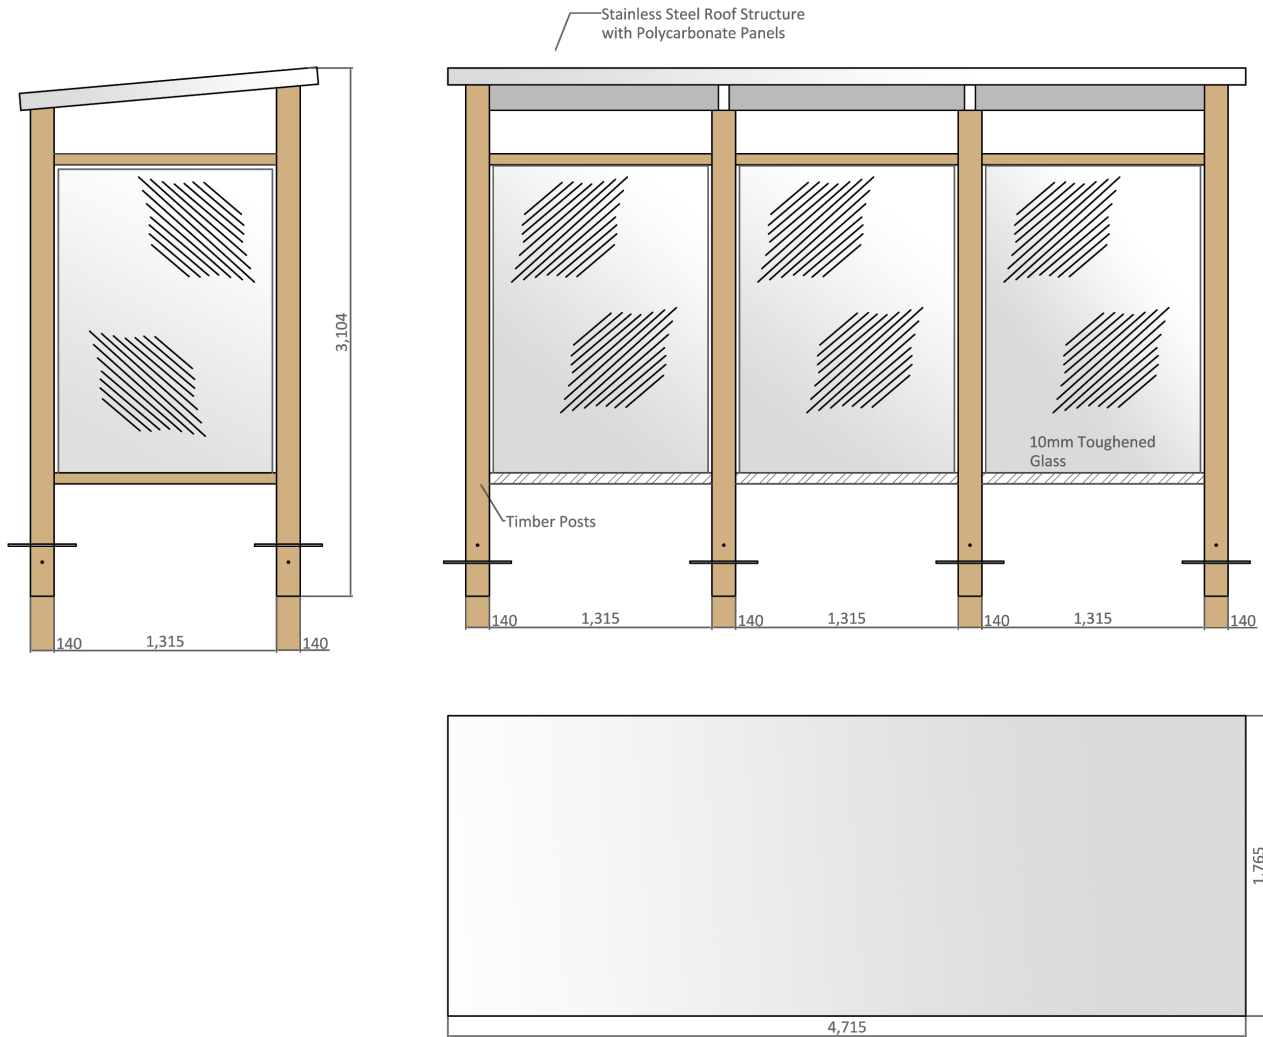 Stainless Steel Roof Structure
with Polycarbonate Panels
3,104
10mm Toughened
Glass
Timber Posts
140
1,315
140
140
1,315
140
1,315
140
1,315
140
1,765
4,715